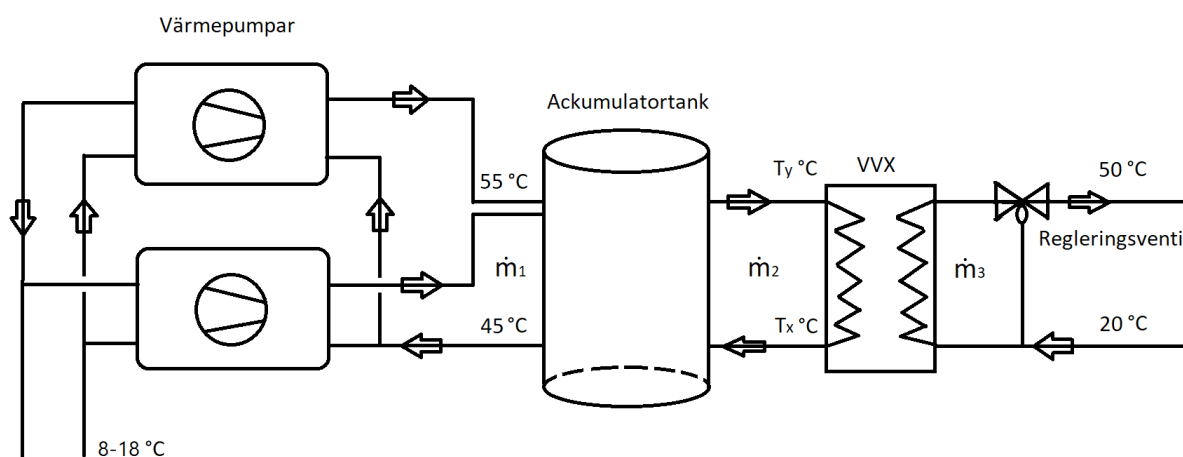 Värmepumpar
Ackumulatortank
55 °C
Ty °C
VVX
50 °C
Regleringsventi
ṁ1
ṁ2
ṁ3
45 °C
Tx °C
20 °C
8-18 °C